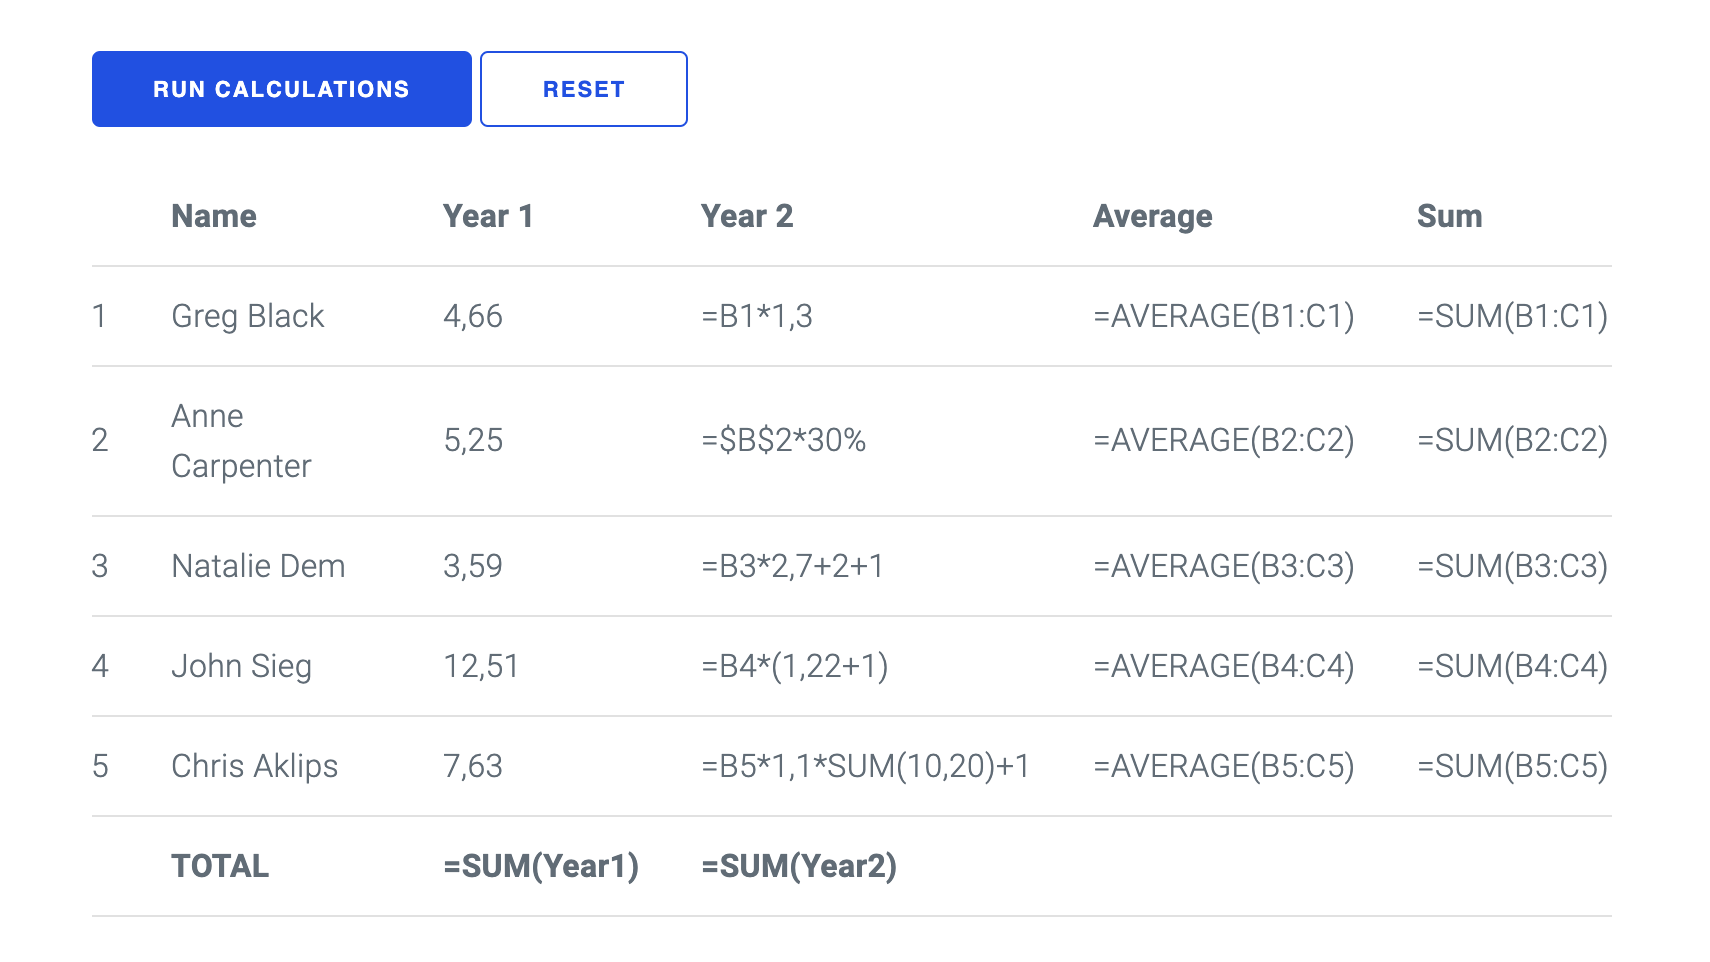 RUN CALCULATIONS RESET
Name Year 1 Year 2 Average Sum
1 Greg Black 4,66 =B1*1,3 =AVERAGE(B1:C1) =SUM(B1:C1)
2 Anne Carpenter 5,25 =$B$2*30% =AVERAGE(B2:C2) =SUM(B2:C2)
3 Natalie Dem 3,59 =B3*2,7+2+1 =AVERAGE(B3:C3) =SUM(B3:C3)
4 John Sieg 12,51 =B4*(1,22+1) =AVERAGE(B4:C4) =SUM(B4:C4)
5 Chris Aklips 7,63 =B5*1,1*SUM(10,20)+1 =AVERAGE(B5:C5) =SUM(B5:C5)
TOTAL =SUM(Year1) =SUM(Year2)